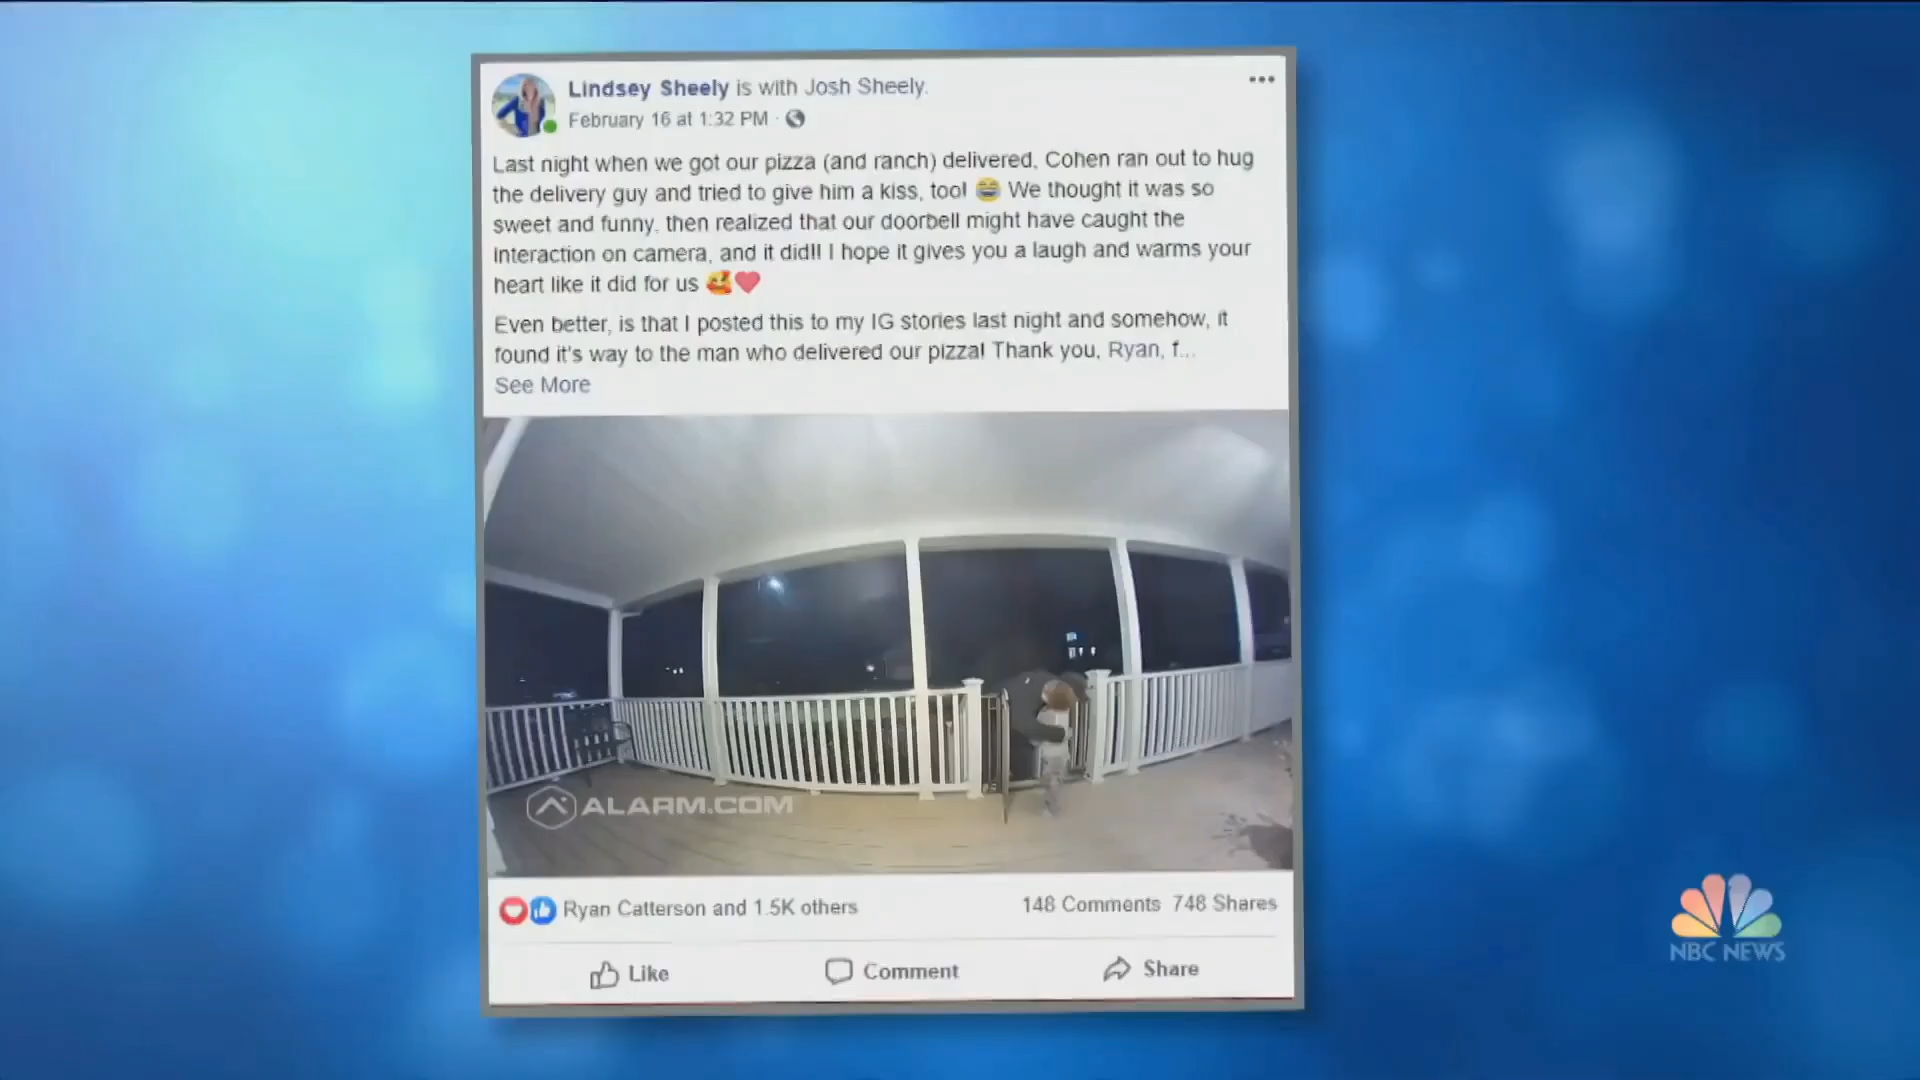 Lindsey Sheely is with Josh Sheely.
February 16 at 1:32 PM ·
Last night when we got our pizza (and ranch) delivered, Cohen ran out to hug
the delivery guy and tried to give him a kiss, too! 😂 We thought it was so
sweet and funny, then realized that our doorbell might have caught the
interaction on camera, and it did!! I hope it gives you a laugh and warms your
heart like it did for us 🥰❤️
Even better, is that I posted this to my IG stories last night and somehow, it
found it's way to the man who delivered our pizza! Thank you, Ryan, f...
See More
ALARM.COM
Ryan Catterson and 1.5K others
148 Comments 748 Shares
Like
Comment
Share
NBC NEWS